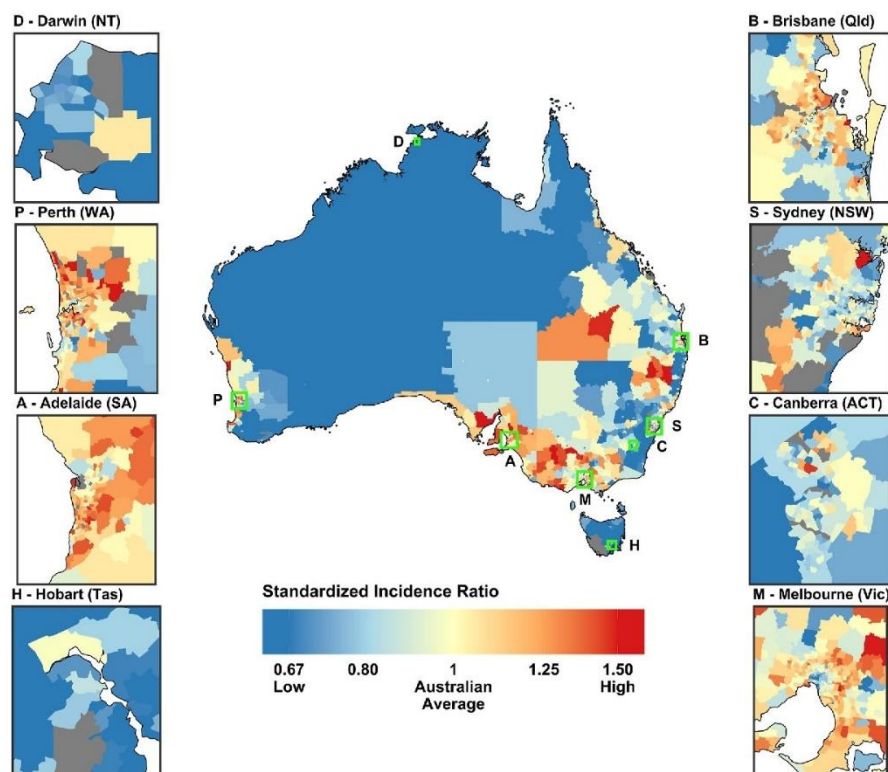 D - Darwin (NT)
B - Brisbane (Qld)
D
P - Perth (WA)
S - Sydney (NSW)
B
P
A - Adelaide (SA)
S
C - Canberra (ACT)
C
A
M
H
H - Hobart (Tas)
Standardized Incidence Ratio
M - Melbourne (Vic)
0.67 0.80 1 1.25 1.50
Low Australian High
Average